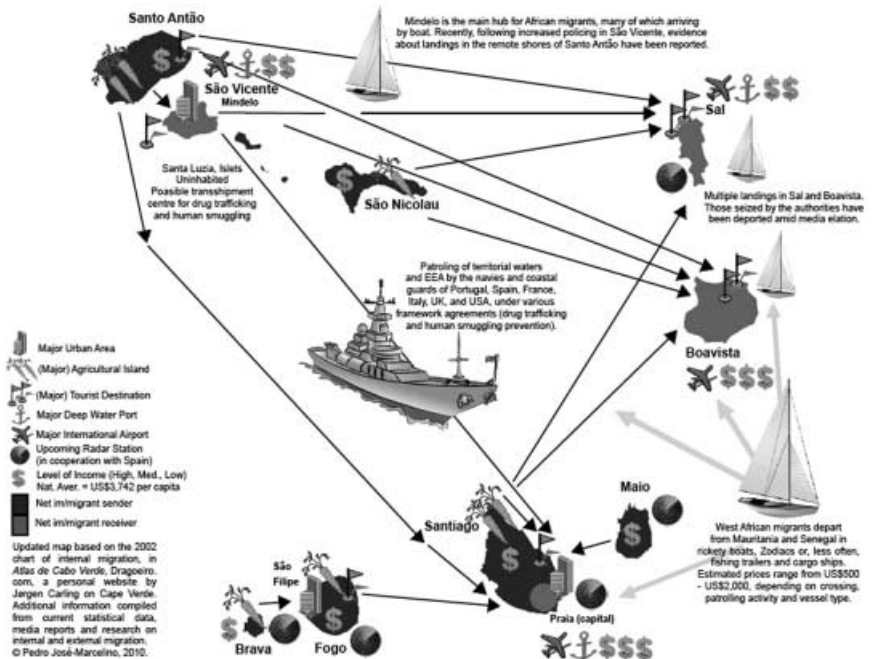 Santo Antão
Mindelo is the main hub for African migrants, many of which arriving
by boat. Recently, following increased policing in São Vicente, evidence
about landings in the remote shores of Santo Antão have been reported.
São Vicente
Mindelo
Sal
Santa Luzia, Islets
Uninhabited
Poasible transshipment
centre for drug trafficking
and human smuggling
São Nicolau
Multiple landings in Sal and Boavista.
Those seized by the authorities have
been deported amid media elation.
Patroling of territorial waters
and EEA by the navies and coastal
guards of Portugal, Spain, France,
Italy, UK, and USA, under various
framework agreements (drug trafficking
and human smuggling prevention).
Boavista
Major Urban Area
(Major) Agricultural Island
(Major) Tourist Destination
Major Deep Water Port
Major International Airport
Upcoming Radar Station
(in cooperation with Spain)
Level of Income (High, Med., Low)
Nat. Aver. = US$3,742 per capita
Net im/migrant sender
Net im/migrant receiver
Updated map based on the 2002
chart of internal migration, in
Atlas de Cabo Verde, Dragoeiro.
com, a personal website by
Jørgen Carling on Cape Verde.
Additional information compiled
from current statistical data,
media reports and research on
internal and external migration.
© Pedro José-Marcelino, 2010.
Santiago
Maio
São
Filipe
Brava
Fogo
Praia (capital)
West African migrants depart
from Mauritania and Senegal in
rickety boats, Zodiacs or, less often,
fishing trailers and cargo ships.
Estimated prices range from US$500
- US$2,000, depending on crossing,
patrolling activity and vessel type.